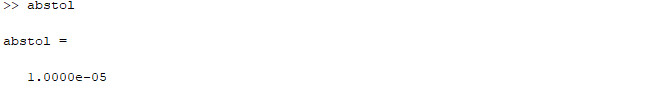 >> abstol
abstol =
1.0000e-05